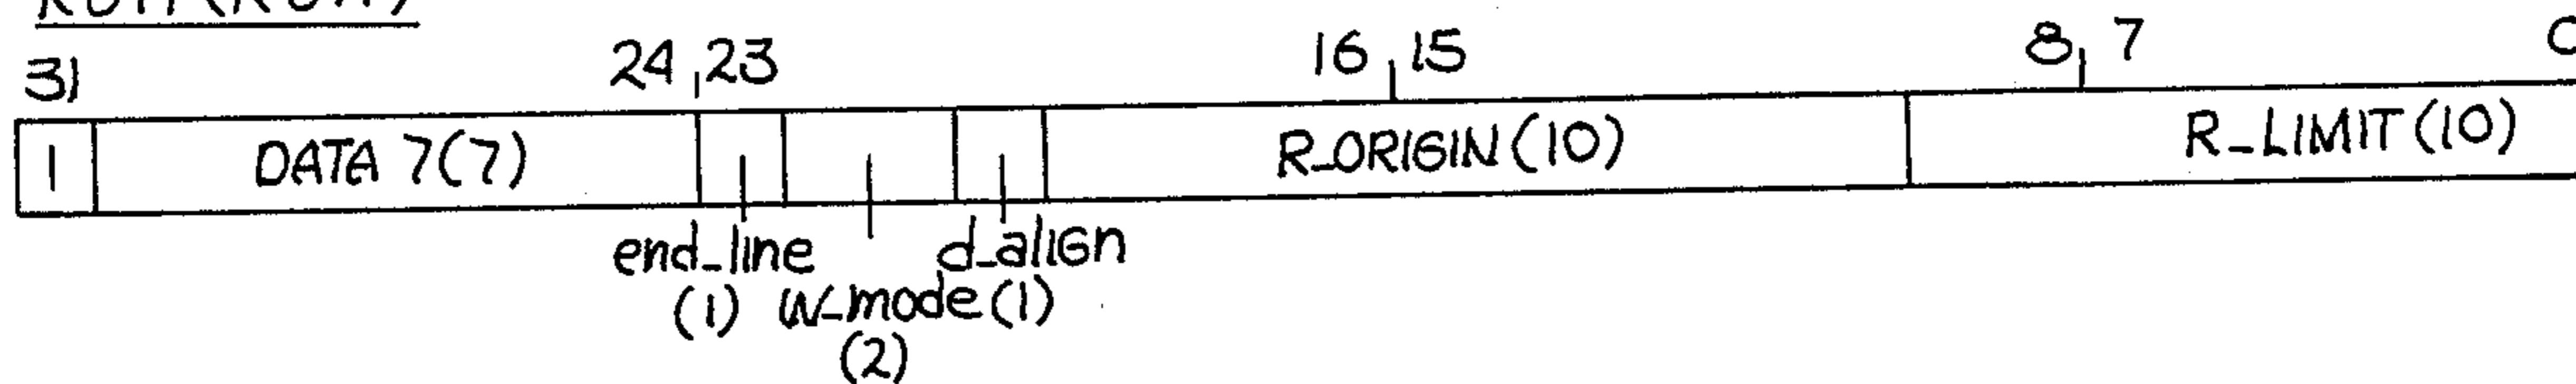 31 24 23 16 15 8 7 0
1 DATA 7(7) R_ORIGIN(10) R_LIMIT(10)
end_line d_align
(1) W_mode (1)
(2)